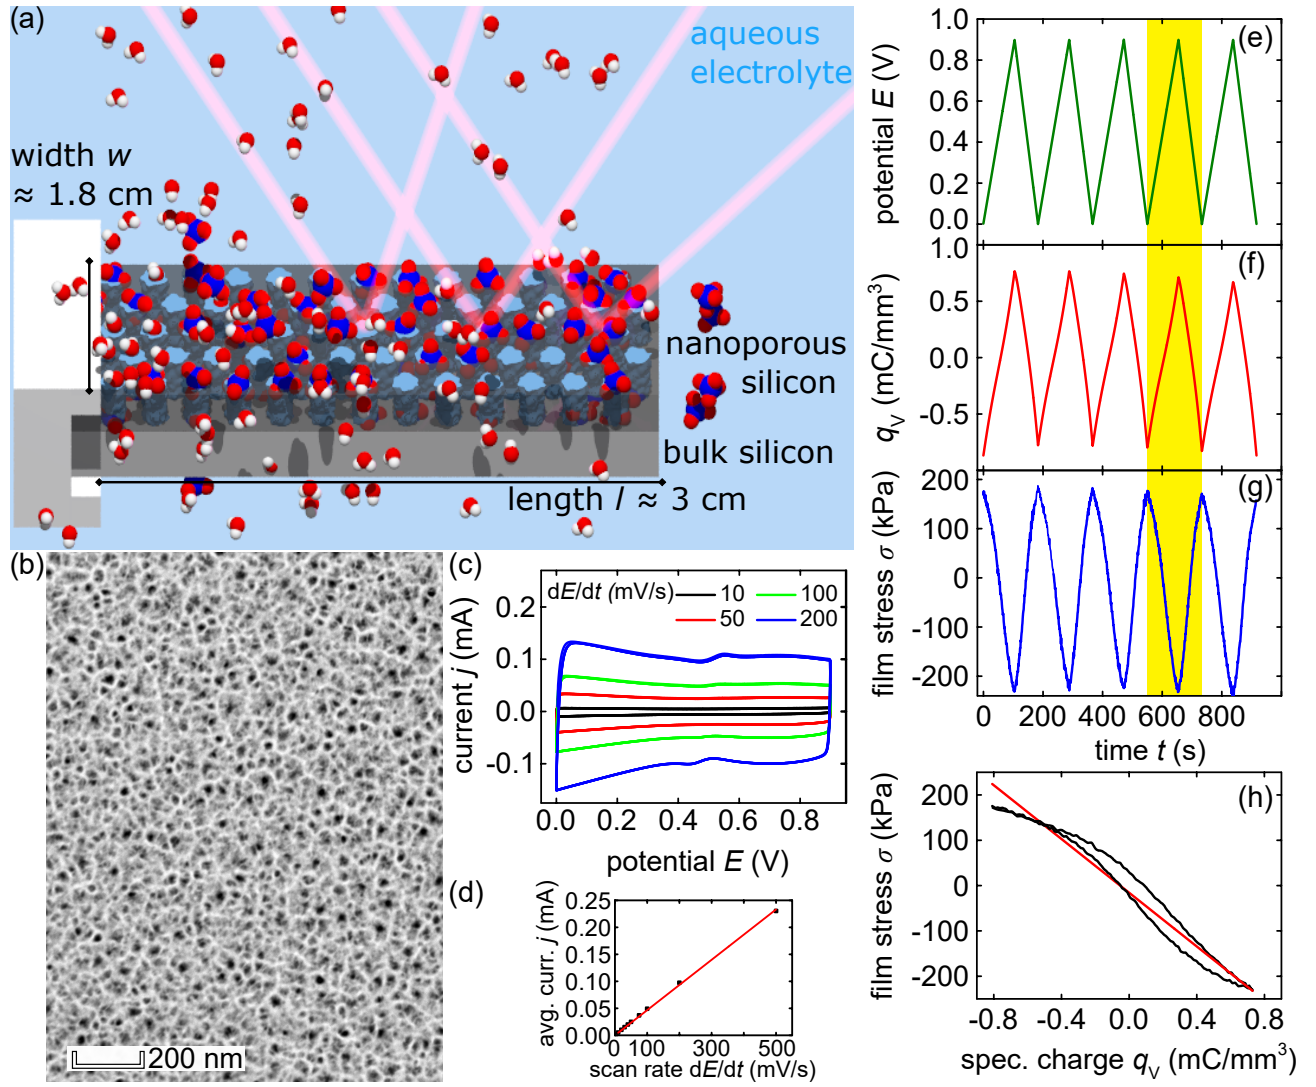 (a)
aqueous
electrolyte
width w
≈ 1.8 cm
nanoporous
silicon
bulk silicon
length l ≈ 3 cm
(b)
200 nm
(c)
dE/dt (mV/s)
10
100
50
200
0.2
0.1
0.0
-0.1
current j (mA)
0.0 0.2 0.4 0.6 0.8
potential E (V)
(d)
0.25
0.20
0.15
0.10
0.05
0.00
avg. curr. j (mA)
0 100 300 500
scan rate dE/dt (mV/s)
(e)
1.0
0.8
0.6
0.4
0.2
0.0
potential E (V)
(f)
1.0
0.5
0.0
-0.5
qV (mC/mm³)
(g)
200
100
0
-100
-200
film stress σ (kPa)
0 200 400 600 800
time t (s)
(h)
200
100
0
-100
-200
film stress σ (kPa)
-0.8 -0.4 0.0 0.4 0.8
spec. charge qV (mC/mm³)